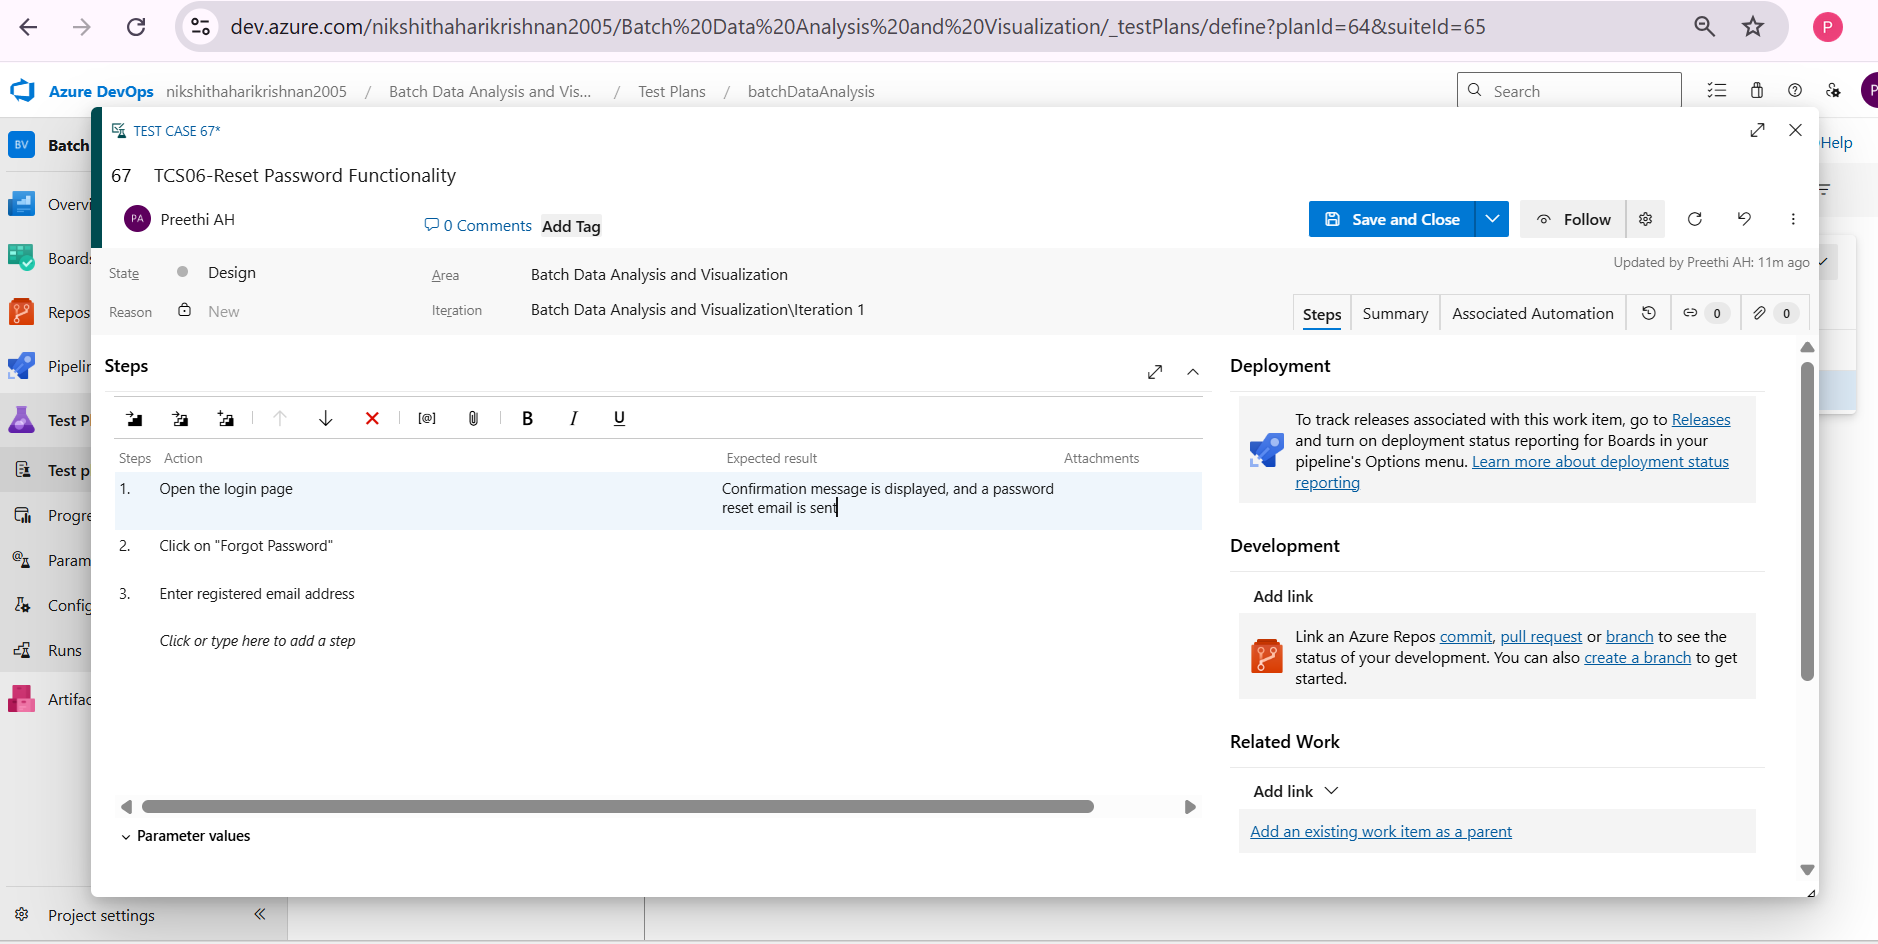 dev.azure.com/nikshithaharikrishnan2005/Batch%20Data%20Analysis%20and%20Visualization/_testPlans/define?planId=64&suiteId=65
P
Azure DevOps nikshithaharikrishnan2005 / Batch Data Analysis and Vis... / Test Plans / batchDataAnalysis
Search
P
BV Batch
Help
TEST CASE 67*
67 TCS06-Reset Password Functionality
PA Preethi AH
0 Comments Add Tag
Save and Close
Follow
State Design
Area Batch Data Analysis and Visualization
Updated by Preethi AH: 11m ago
Reason New
Iteration Batch Data Analysis and Visualization\Iteration 1
Steps Summary Associated Automation 0 0
Overvi
Boards
Repos
Pipelin
Test Pl
Test p
Progre
Param
Config
Runs
Artifac
Project settings
Steps
[@] B I U
Steps Action Expected result Attachments
1. Open the login page Confirmation message is displayed, and a password
reset email is sent
2. Click on "Forgot Password"
3. Enter registered email address
Click or type here to add a step
Parameter values
Deployment
To track releases associated with this work item, go to Releases
and turn on deployment status reporting for Boards in your
pipeline's Options menu. Learn more about deployment status
reporting
Development
Add link
Link an Azure Repos commit, pull request or branch to see the
status of your development. You can also create a branch to get
started.
Related Work
Add link
Add an existing work item as a parent